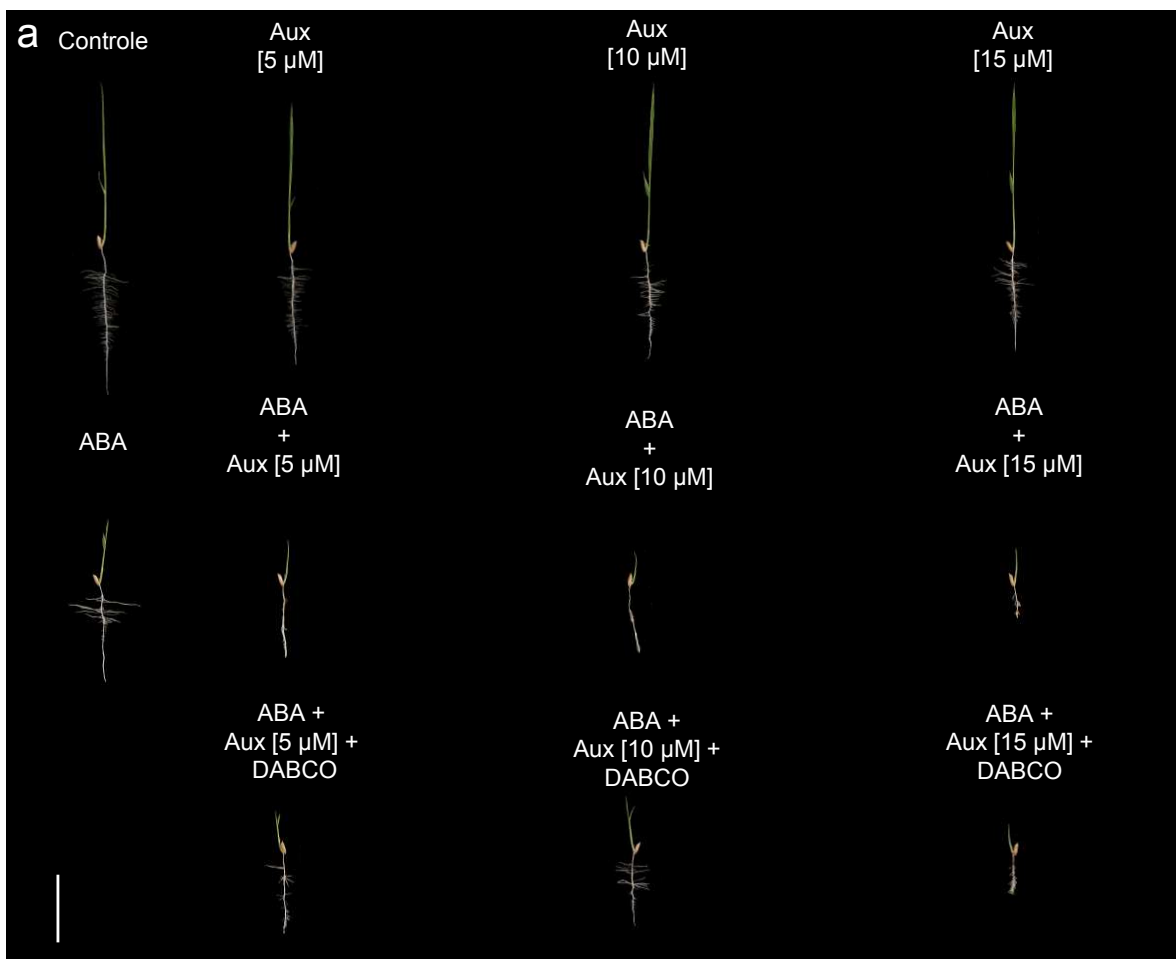 a
Controle
Aux
[5 µM]
Aux
[10 µM]
Aux
[15 µM]
ABA
ABA
+
Aux [5 µM]
ABA
+
Aux [10 µM]
ABA
+
Aux [15 µM]
ABA +
Aux [5 µM] +
DABCO
ABA +
Aux [10 µM] +
DABCO
ABA +
Aux [15 µM] +
DABCO